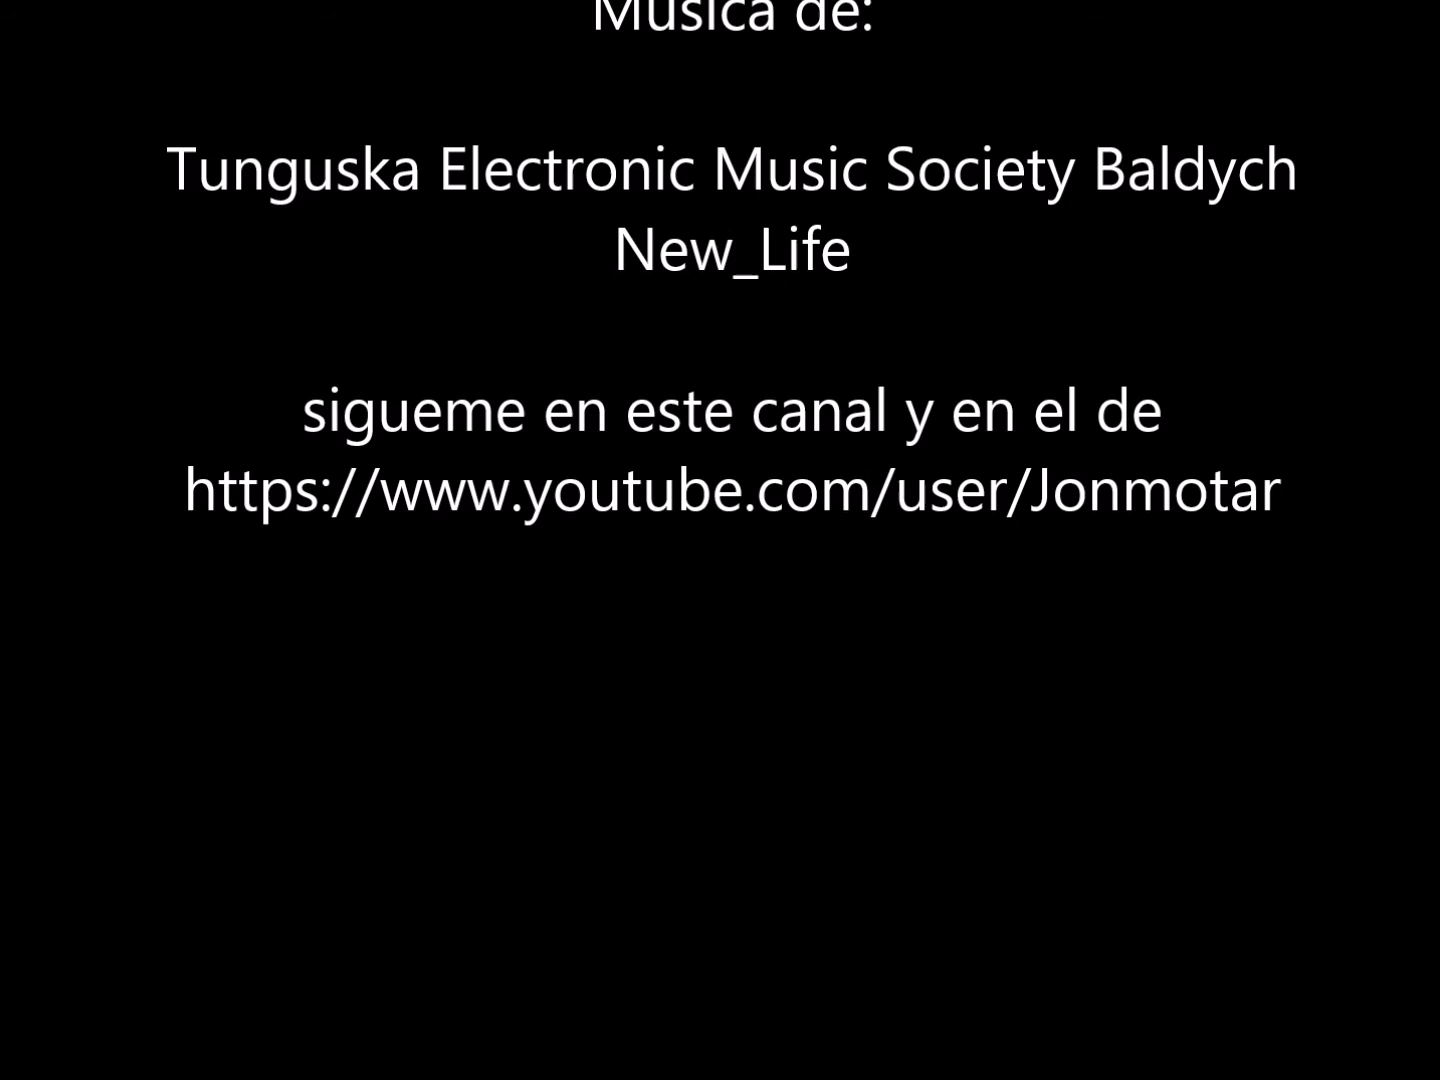 Musica de:
Tunguska Electronic Music Society Baldych
New_Life
sigueme en este canal y en el de
https://www.youtube.com/user/Jonmotar